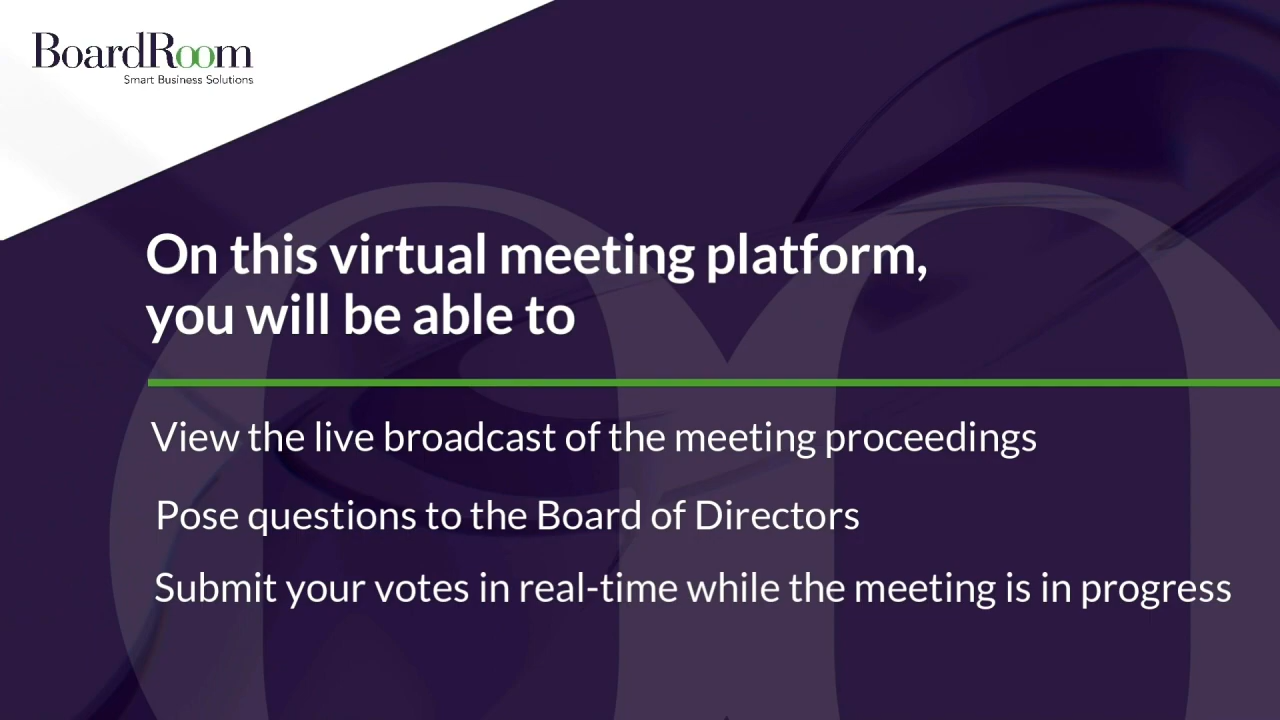 BoardRoom
Smart Business Solutions
On this virtual meeting platform,
you will be able to
View the live broadcast of the meeting proceedings
Pose questions to the Board of Directors
Submit your votes in real-time while the meeting is in progress